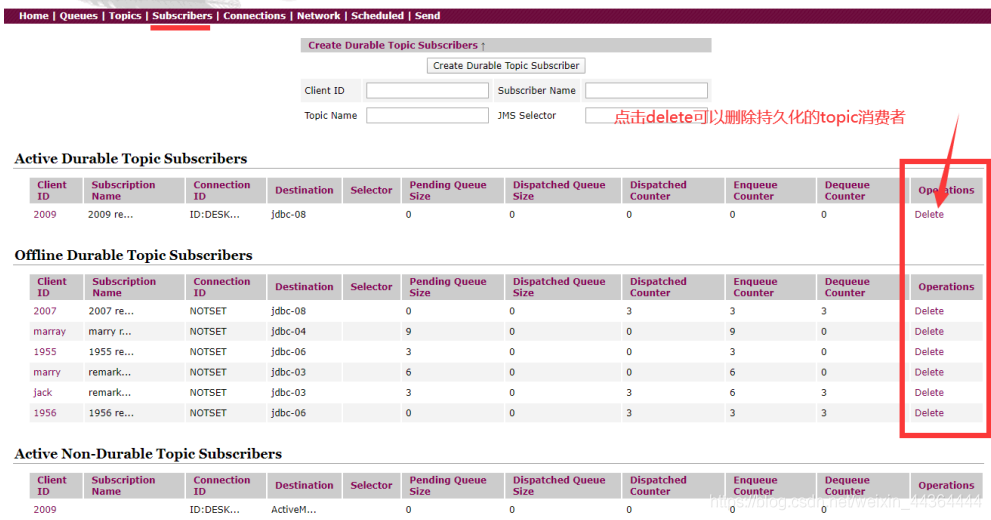 Home | Queues | Topics | Subscribers | Connections | Network | Scheduled | Send
Create Durable Topic Subscribers ↑
Create Durable Topic Subscriber
Client ID Subscriber Name
Topic Name JMS Selector
点击delete可以删除持久化的topic消费者
Active Durable Topic Subscribers
Client ID Subscription Name Connection ID Destination Selector Pending Queue Size Dispatched Queue Size Dispatched Counter Enqueue Counter Dequeue Counter Operations
2009 2009 re... ID:DESK... jdbc-08 0 0 0 0 0 Delete
Offline Durable Topic Subscribers
Client ID Subscription Name Connection ID Destination Selector Pending Queue Size Dispatched Queue Size Dispatched Counter Enqueue Counter Dequeue Counter Operations
2007 2007 re... NOTSET jdbc-08 0 0 3 3 3 Delete
marray marry r... NOTSET jdbc-04 9 0 0 9 0 Delete
1955 1955 re... NOTSET jdbc-06 3 0 0 3 0 Delete
marry remark... NOTSET jdbc-03 6 0 0 6 0 Delete
jack remark... NOTSET jdbc-03 3 0 3 6 3 Delete
1956 1956 re... NOTSET jdbc-06 0 0 3 3 3 Delete
Active Non-Durable Topic Subscribers
Client ID Subscription Name Connection ID Destination Selector Pending Queue Size Dispatched Queue Size Dispatched Counter Enqueue Counter Dequeue Counter Operations
2009 ID:DESK... ActiveM... 0 0 0 0 0
https://blog.csdn.net/weixin_44364444